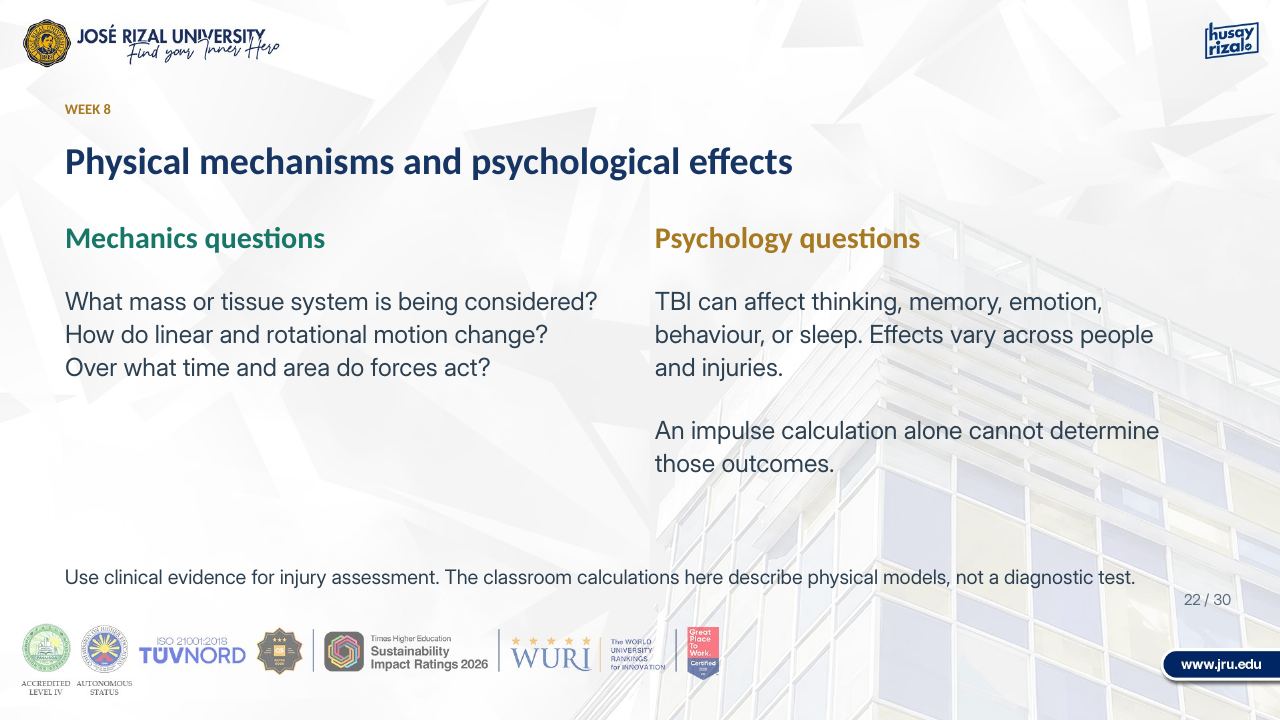 JOSÉ RIZAL UNIVERSITY
Find your Inner Hero
husay
rizal
WEEK 8
Physical mechanisms and psychological effects
Mechanics questions
What mass or tissue system is being considered?
How do linear and rotational motion change?
Over what time and area do forces act?
Psychology questions
TBI can affect thinking, memory, emotion,
behaviour, or sleep. Effects vary across people
and injuries.
An impulse calculation alone cannot determine
those outcomes.
Use clinical evidence for injury assessment. The classroom calculations here describe physical models, not a diagnostic test.
22 / 30
ACCREDITED
LEVEL IV
AUTONOMOUS
STATUS
ISO 21001:2018
TÜVNORD
Times Higher Education
Sustainability
Impact Ratings 2026
WURI
The WORLD
UNIVERSITY
RANKINGS
for INNOVATION
Great
Place
To
Work.
Certified
www.jru.edu